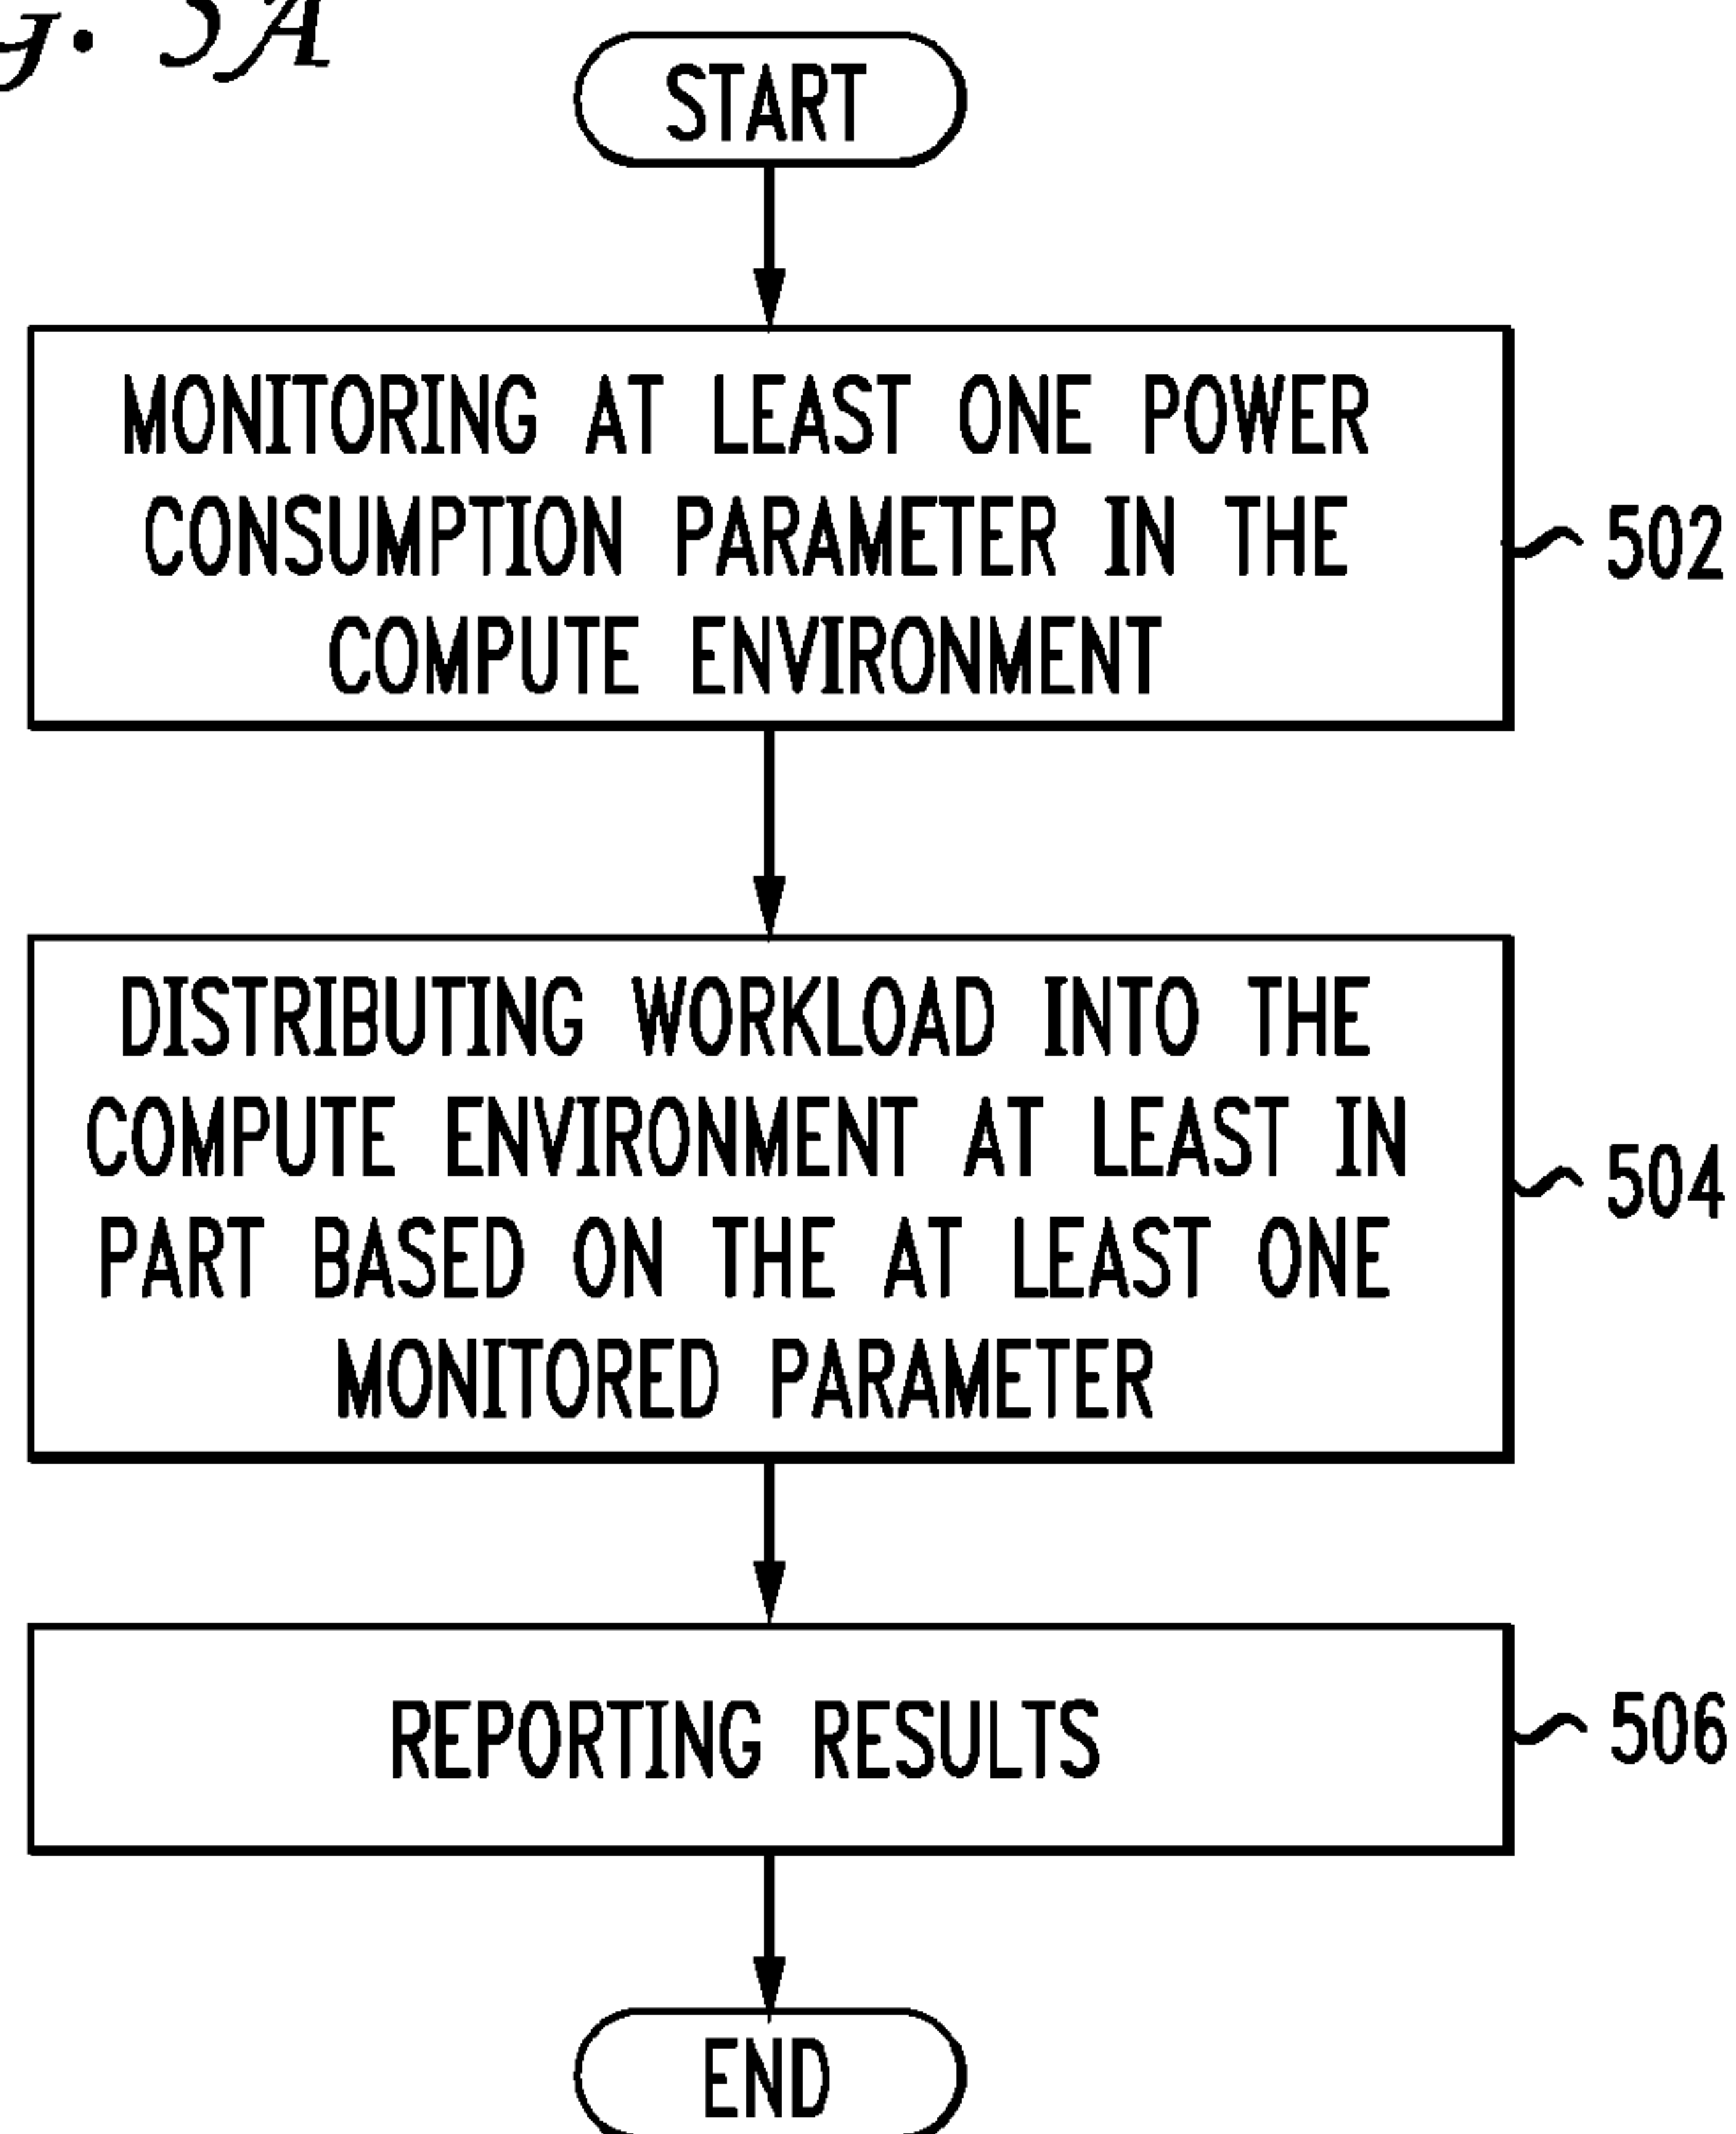 g. 5A
START
MONITORING AT LEAST ONE POWER
CONSUMPTION PARAMETER IN THE
COMPUTE ENVIRONMENT
502
DISTRIBUTING WORKLOAD INTO THE
COMPUTE ENVIRONMENT AT LEAST IN
PART BASED ON THE AT LEAST ONE
MONITORED PARAMETER
504
REPORTING RESULTS
506
END